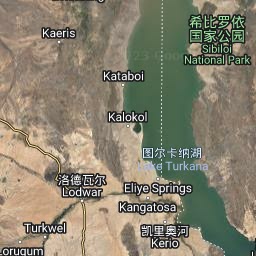 希比罗依
国家公园
Sibiloi
National Park
Kaeris
Kataboi
Kalokol
图尔卡纳湖
Lake Turkana
洛德瓦尔
Lodwar
Eliye Springs
Kangatosa
Turkwel
凯里奥河
Kerio
Lorugum